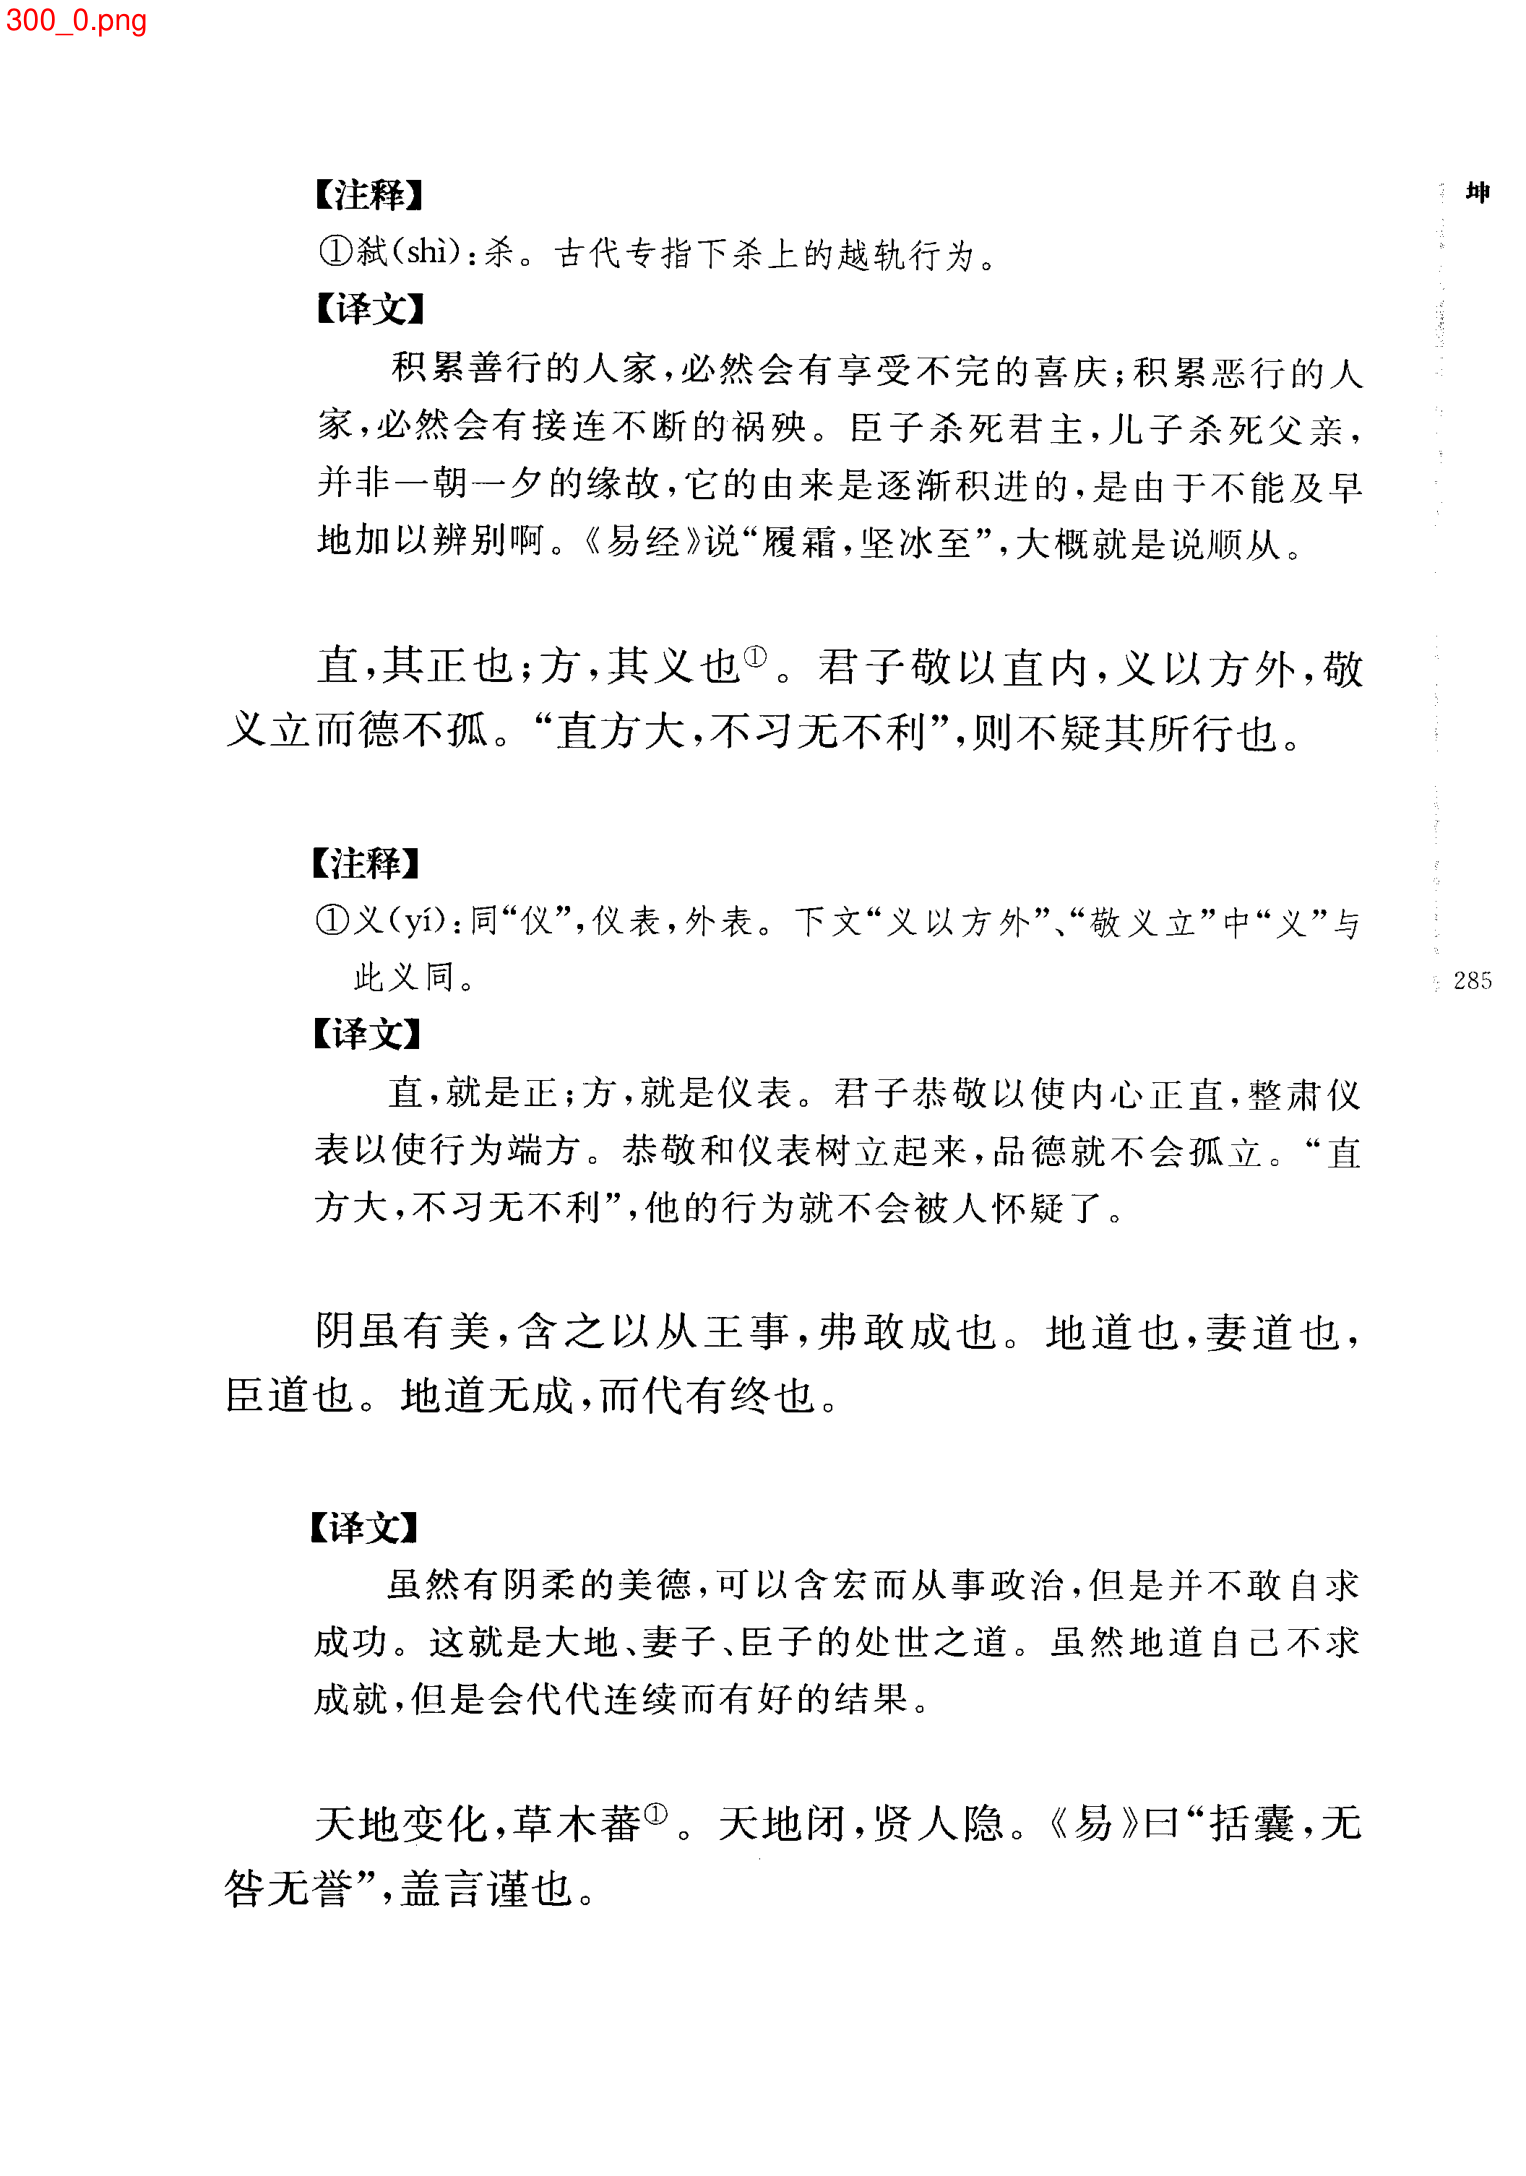 300_0.png
坤
【注释】
①弑(shì):杀。古代专指下杀上的越轨行为。
【译文】
积累善行的人家,必然会有享受不完的喜庆;积累恶行的人
家,必然会有接连不断的祸殃。臣子杀死君主,儿子杀死父亲,
并非一朝一夕的缘故,它的由来是逐渐积进的,是由于不能及早
地加以辨别啊。《易经》说“履霜,坚冰至”,大概就是说顺从。
直,其正也;方,其义也①。君子敬以直内,义以方外,敬
义立而德不孤。“直方大,不习无不利”,则不疑其所行也。
【注释】
①义(yí):同“仪”,仪表,外表。下文“义以方外”、“敬义立”中“义”与
此义同。
285
【译文】
直,就是正;方,就是仪表。君子恭敬以使内心正直,整肃仪
表以使行为端方。恭敬和仪表树立起来,品德就不会孤立。“直
方大,不习无不利”,他的行为就不会被人怀疑了。
阴虽有美,含之以从王事,弗敢成也。地道也,妻道也,
臣道也。地道无成,而代有终也。
【译文】
虽然有阴柔的美德,可以含宏而从事政治,但是并不敢自求
成功。这就是大地、妻子、臣子的处世之道。虽然地道自己不求
成就,但是会代代连续而有好的结果。
天地变化,草木蕃①。天地闭,贤人隐。《易》曰“括囊,无
咎无誉”,盖言谨也。